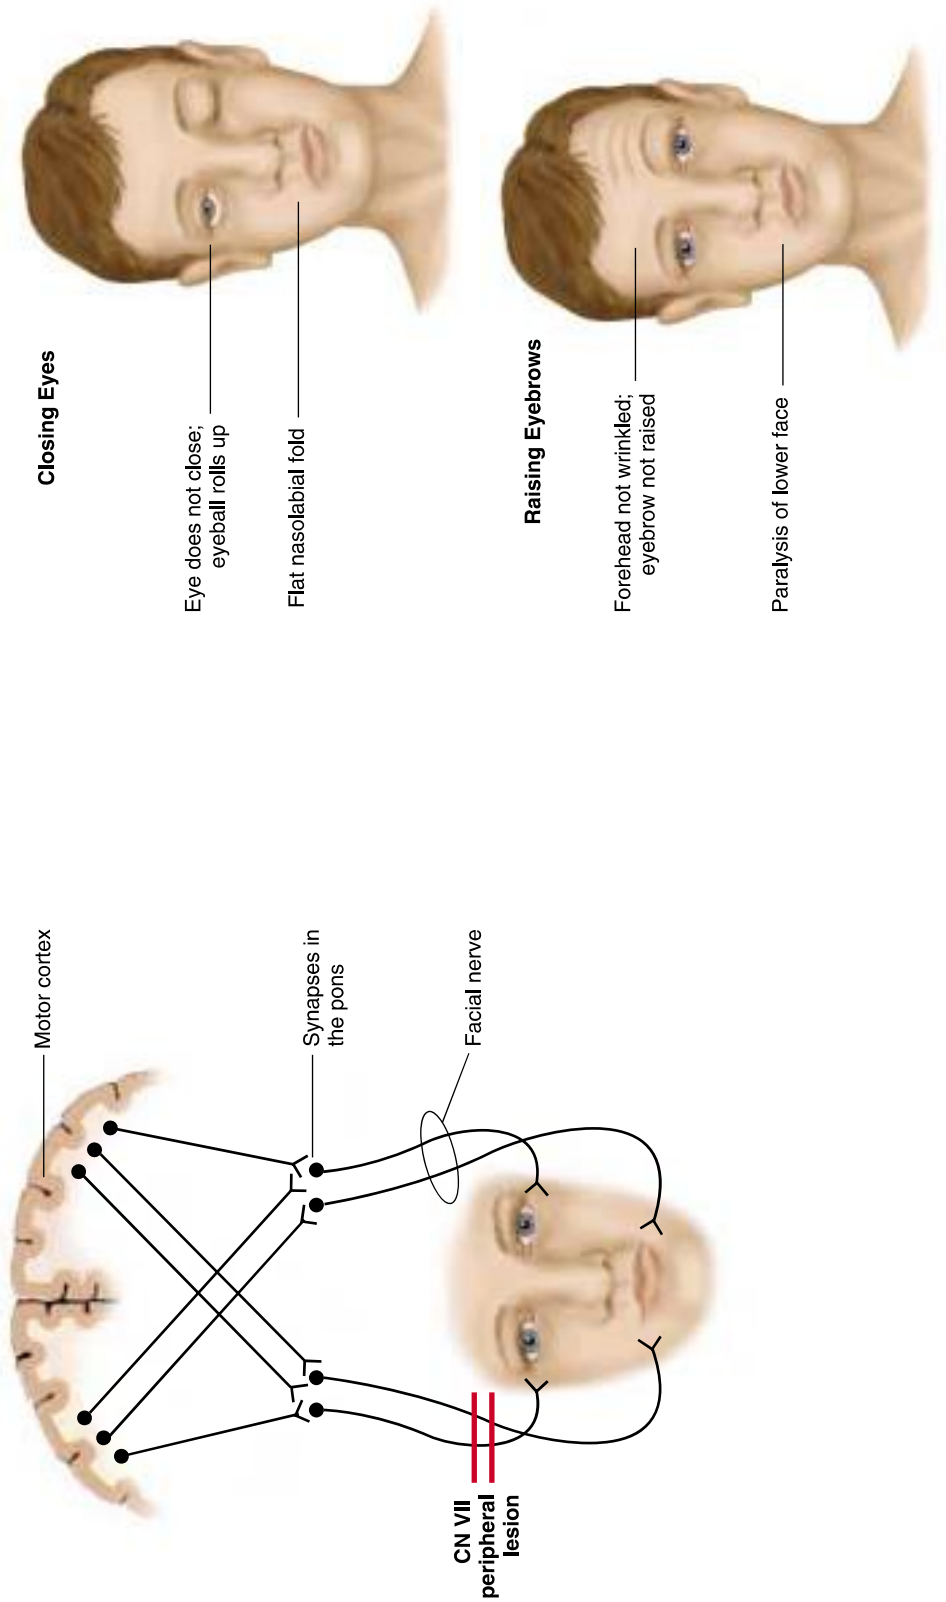 Motor cortex
Synapses in
the pons
Facial nerve
CN VII
peripheral
lesion
Closing Eyes
Eye does not close;
eyeball rolls up
Flat nasolabial fold
Raising Eyebrows
Forehead not wrinkled;
eyebrow not raised
Paralysis of lower face